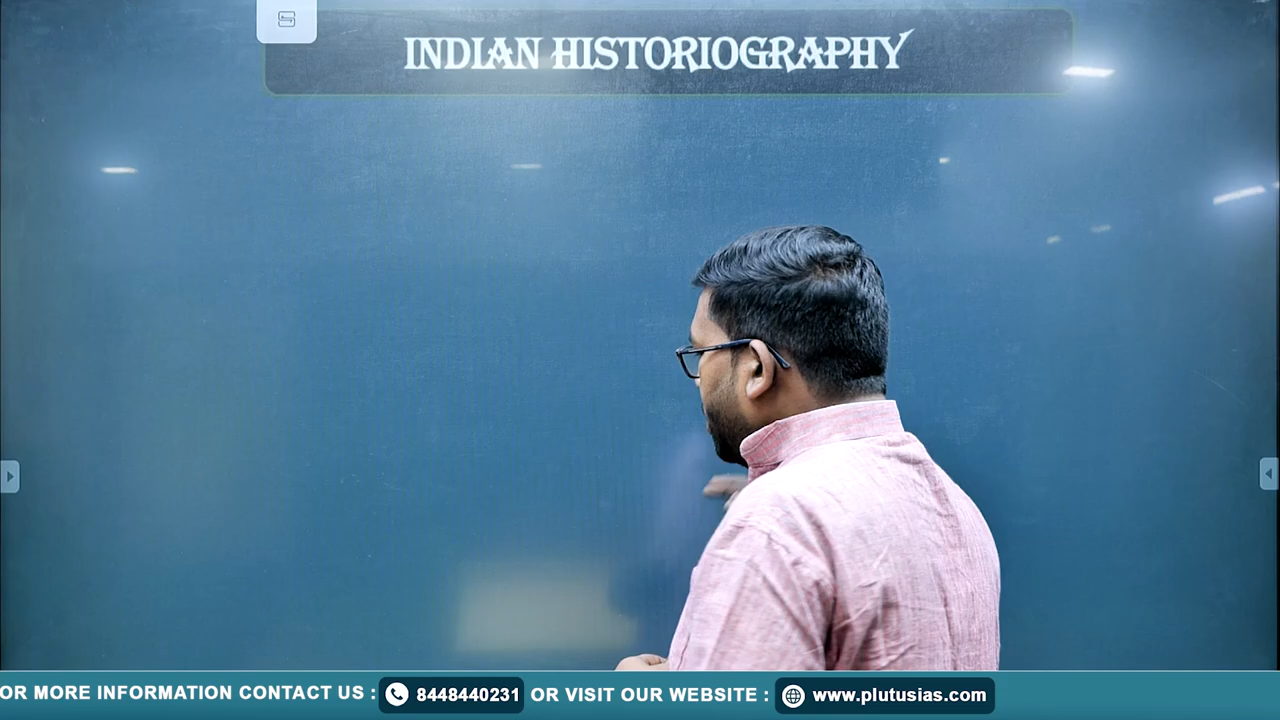 INDIAN HISTORIOGRAPHY
OR MORE INFORMATION CONTACT US : 8448440231 OR VISIT OUR WEBSITE : www.plutusias.com